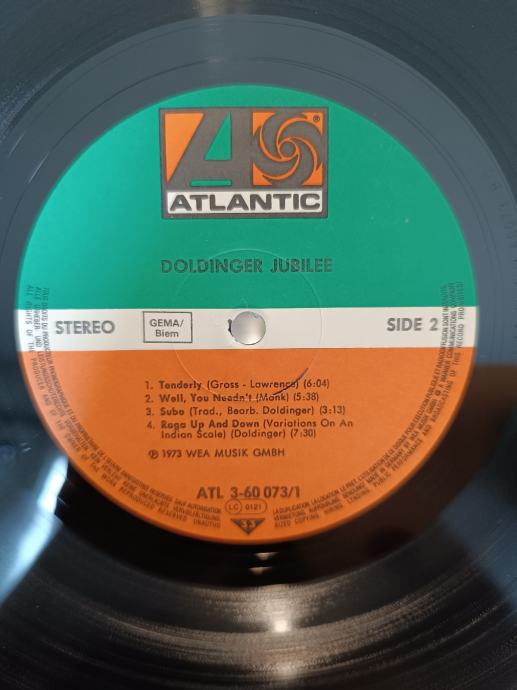 ATLANTIC
®
DOLDINGER JUBILEE
STEREO
GEMA/
Biem
SIDE 2
1. Tenderly (Gross - Lawrence) (6:04)
2. Well, You Needn't (Monk) (5:38)
3. Subo (Trad., Bearb. Doldinger) (3:13)
4. Raga Up And Down (Variations On An
Indian Scale) (Doldinger) (7:30)
℗ 1973 WEA MUSIK GMBH
ATL 3-60 073/1
LC 0121
33